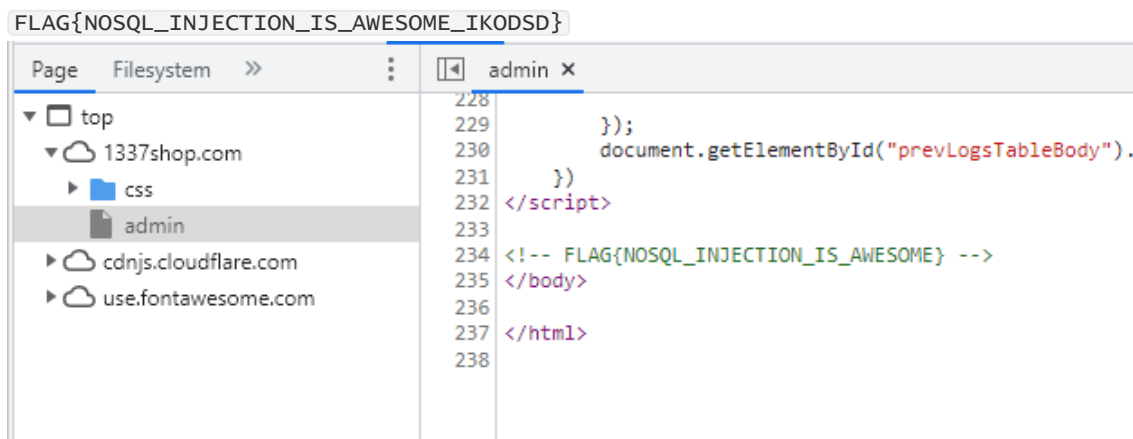 FLAG{NOSQL_INJECTION_IS_AWESOME_IKODSD}
Page Filesystem » ⋮ admin ×
top
1337shop.com
css
admin
cdnjs.cloudflare.com
use.fontawesome.com
228
229 });
230 document.getElementById("prevLogsTableBody").
231 })
232 </script>
233
234 <!-- FLAG{NOSQL_INJECTION_IS_AWESOME} -->
235 </body>
236
237 </html>
238